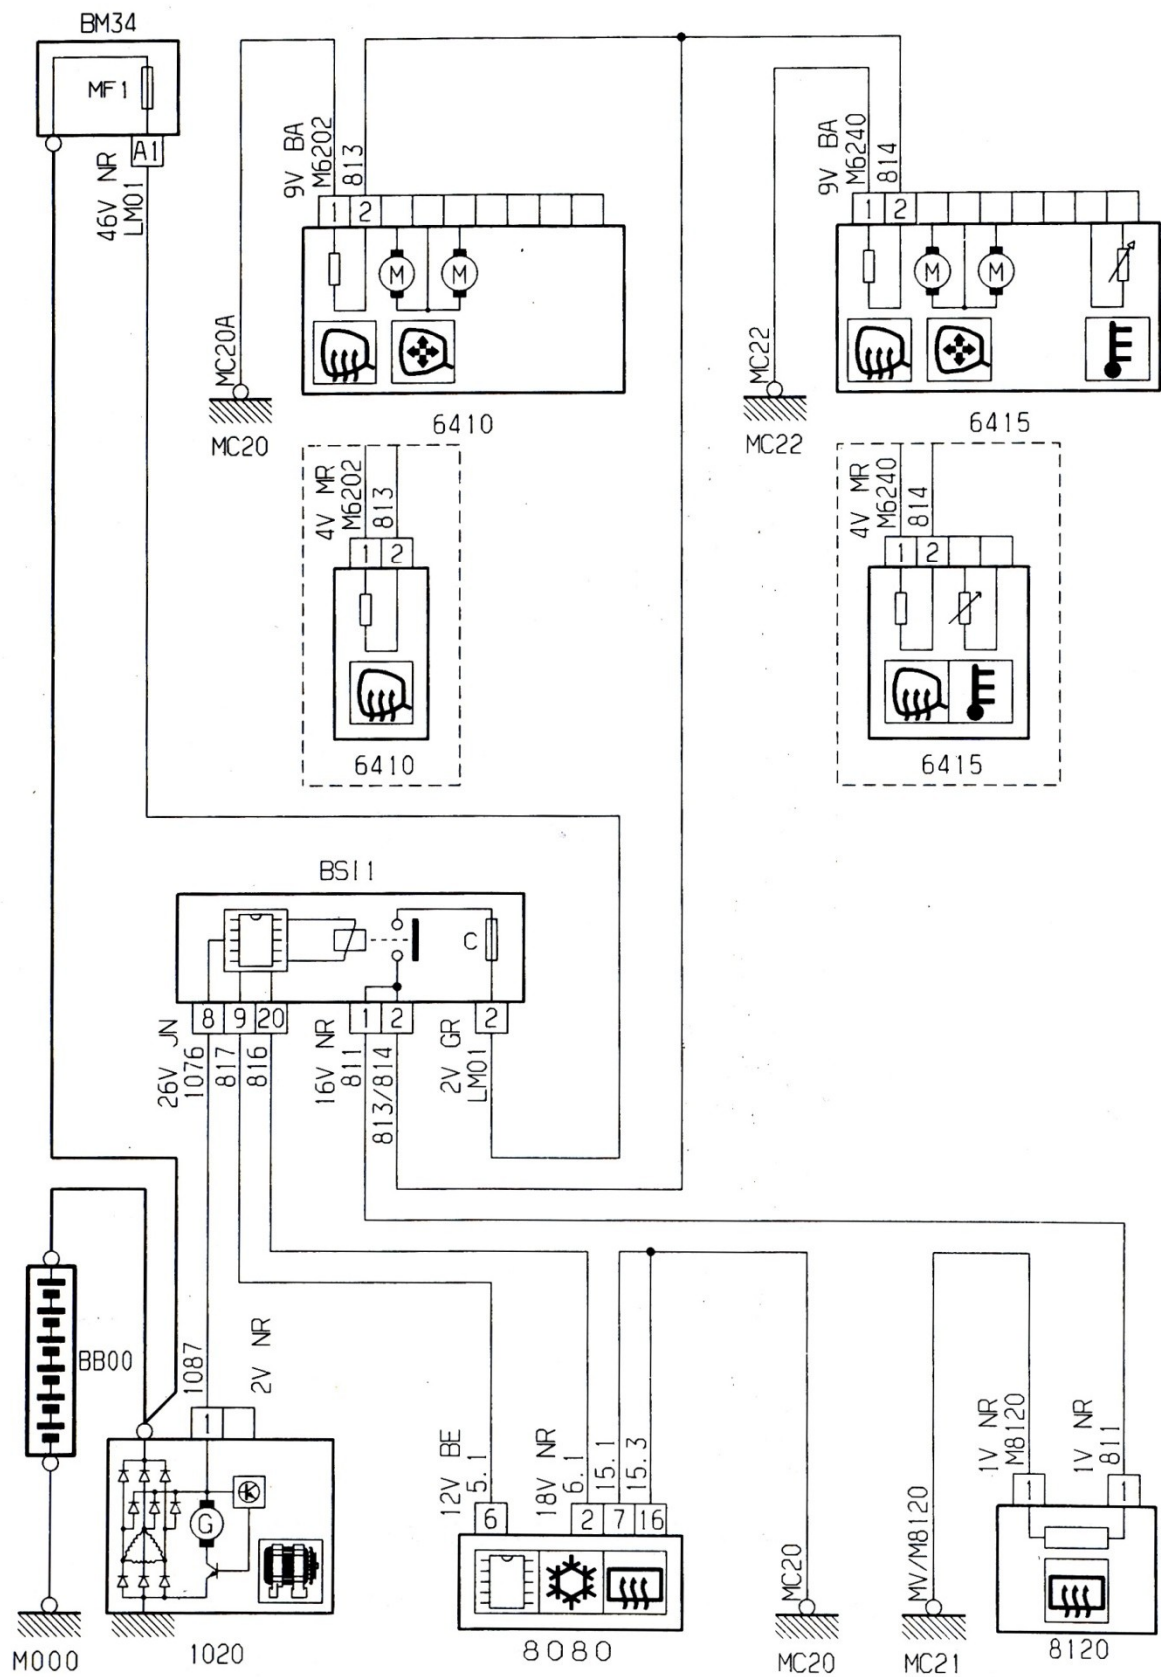 BM34
MF1
A1
46V NR
LM01
9V BA
M6202
813
1 2
M M
MC20A
MC20
6410
9V BA
M6240
814
1 2
M M
MC22
MC22
6415
4V MR
M6202
813
1 2
6410
4V MR
M6240
814
1 2
6415
BSI1
C
8 9 20
1 2
2
26V JN
1076
817
816
16V NR
811
813/814
2V GR
LM01
BB00
1087
2V NR
1
G
M000
1020
12V BE
5.1
18V NR
6.1
15.1
15.3
6
2 7 16
8080
MC20
MC20
MV/M8120
MC21
1V NR
M8120
1V NR
811
1
1
8120